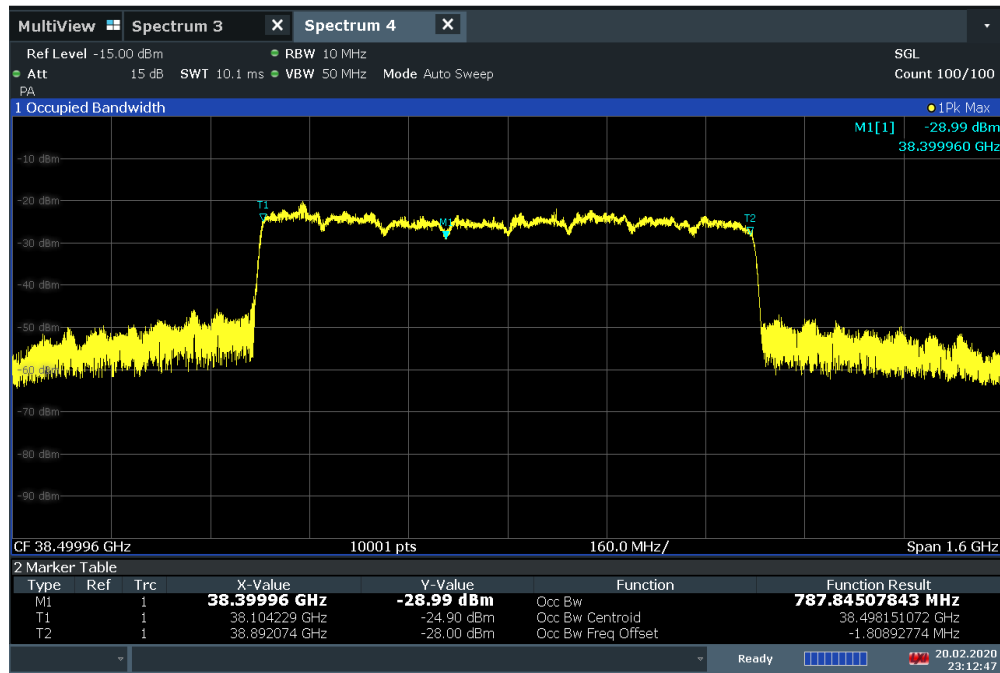 MultiView Spectrum 3 X Spectrum 4 X
Ref Level -15.00 dBm RBW 10 MHz SGL
Att 15 dB SWT 10.1 ms VBW 50 MHz Mode Auto Sweep Count 100/100
PA
1 Occupied Bandwidth 1Pk Max
M1[1] -28.99 dBm
38.399960 GHz
-10 dBm
-20 dBm
T1
M1
T2
-30 dBm
-40 dBm
-50 dBm
-60 dBm
-70 dBm
-80 dBm
-90 dBm
CF 38.49996 GHz 10001 pts 160.0 MHz/ Span 1.6 GHz
2 Marker Table
Type Ref Trc X-Value Y-Value Function Function Result
M1 1 38.39996 GHz -28.99 dBm Occ Bw 787.84507843 MHz
T1 1 38.104229 GHz -24.90 dBm Occ Bw Centroid 38.498151072 GHz
T2 1 38.892074 GHz -28.00 dBm Occ Bw Freq Offset -1.80892774 MHz
Ready 20.02.2020
23:12:47